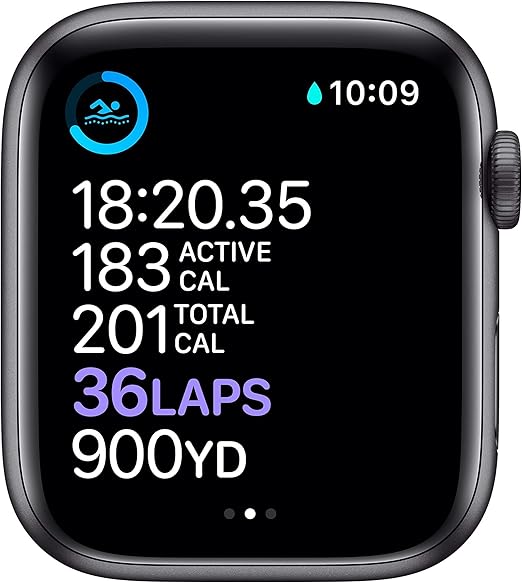 10:09
18:20.35
183 ACTIVE CAL
201 TOTAL CAL
36LAPS
900YD